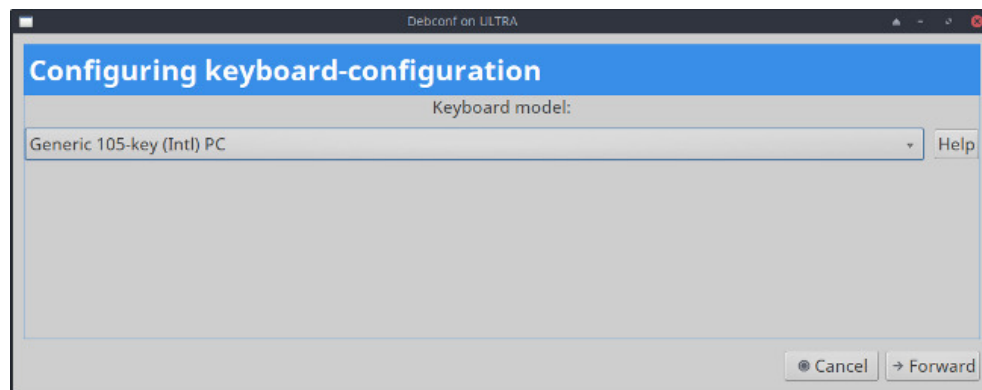 Debconf on ULTRA
Configuring keyboard-configuration
Keyboard model:
Generic 105-key (Intl) PC
Help
Cancel
Forward